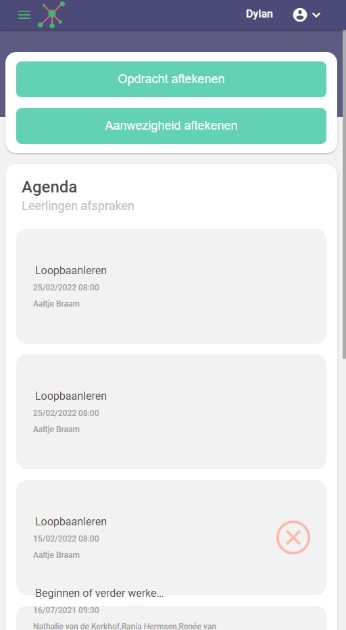 Dylan
Opdracht aftekenen
Aanwezigheid aftekenen
Agenda
Leerlingen afspraken
Loopbaanleren
25/02/2022 08:00
Aaltje Braam
Loopbaanleren
25/02/2022 08:00
Aaltje Braam
Loopbaanleren
15/02/2022 08:00
Aaltje Braam
Beginnen of verder werke...
16/07/2021 09:30
Nathalie van de Kerkhof,Ranja Hermsen,Renée van